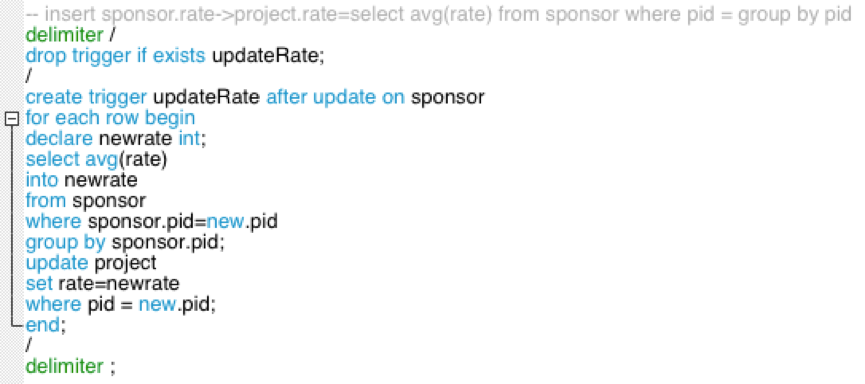 -- insert sponsor.rate->project.rate=select avg(rate) from sponsor where pid = group by pid
delimiter /
drop trigger if exists updateRate;
/
create trigger updateRate after update on sponsor
for each row begin
declare newrate int;
select avg(rate)
into newrate
from sponsor
where sponsor.pid=new.pid
group by sponsor.pid;
update project
set rate=newrate
where pid = new.pid;
end;
/
delimiter ;